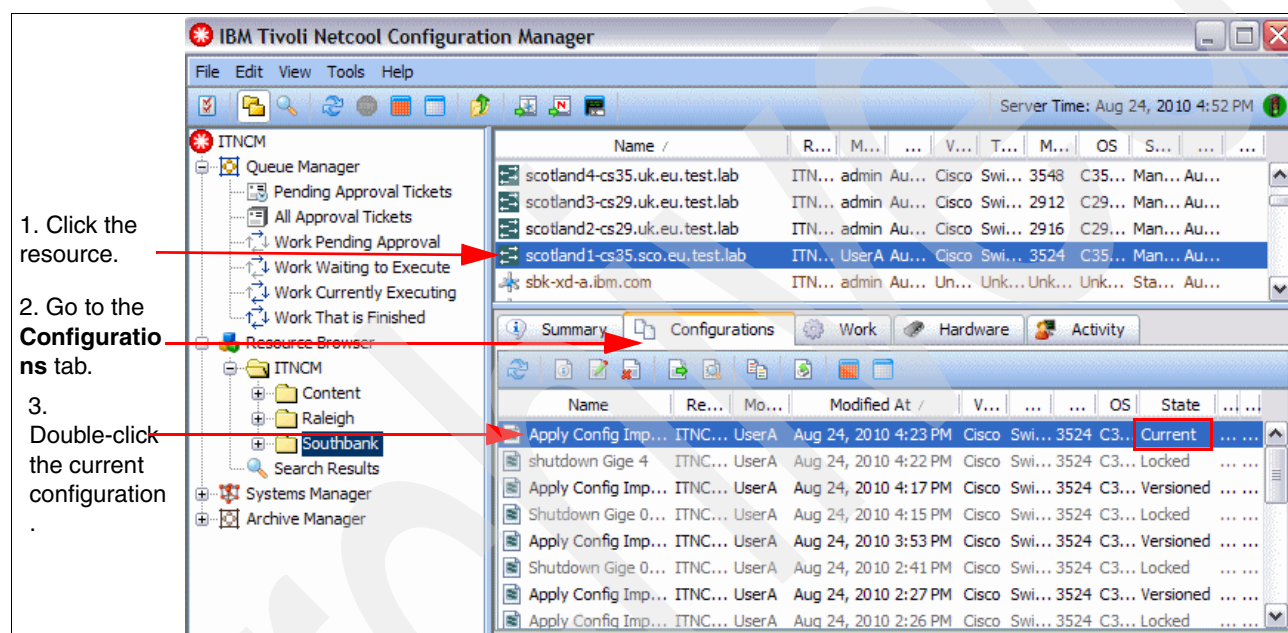 IBM Tivoli Netcool Configuration Manager
File Edit View Tools Help
Server Time: Aug 24, 2010 4:52 PM
1. Click the
resource.
2. Go to the
Configuratio
ns tab.
3.
Double-click
the current
configuration
.
ITNCM
Queue Manager
Pending Approval Tickets
All Approval Tickets
Work Pending Approval
Work Waiting to Execute
Work Currently Executing
Work That is Finished
Resource Browser
ITNCM
Content
Raleigh
Southbank
Search Results
Systems Manager
Archive Manager
Name / R... M... ... V... T... M... OS S... ... ...
scotland4-cs35.uk.eu.test.lab ITN... admin Au... Cisco Swi... 3548 C35... Man... Au...
scotland3-cs29.uk.eu.test.lab ITN... admin Au... Cisco Swi... 2912 C29... Man... Au...
scotland2-cs29.uk.eu.test.lab ITN... admin Au... Cisco Swi... 2916 C29... Man... Au...
scotland1-cs35.sco.eu.test.lab ITN... UserA Au... Cisco Swi... 3524 C35... Man... Au...
sbk-xd-a.ibm.com ITN... admin Au... Un... Unk... Unk... Unk... Sta... Au...
Summary Configurations Work Hardware Activity
Name Re... Mo... Modified At / V... ... ... OS State ... ...
Apply Config Imp... ITNC... UserA Aug 24, 2010 4:23 PM Cisco Swi... 3524 C3... Current ... ...
shutdown Gige 4 ITNC... UserA Aug 24, 2010 4:22 PM Cisco Swi... 3524 C3... Locked ... ...
Apply Config Imp... ITNC... UserA Aug 24, 2010 4:17 PM Cisco Swi... 3524 C3... Versioned ... ...
Shutdown Gige 0... ITNC... UserA Aug 24, 2010 4:15 PM Cisco Swi... 3524 C3... Locked ... ...
Apply Config Imp... ITNC... UserA Aug 24, 2010 3:53 PM Cisco Swi... 3524 C3... Versioned ... ...
Shutdown Gige 0... ITNC... UserA Aug 24, 2010 2:41 PM Cisco Swi... 3524 C3... Locked ... ...
Apply Config Imp... ITNC... UserA Aug 24, 2010 2:27 PM Cisco Swi... 3524 C3... Versioned ... ...
Apply Config Imp... ITNC... UserA Aug 24, 2010 2:26 PM Cisco Swi... 3524 C3... Locked ... ...